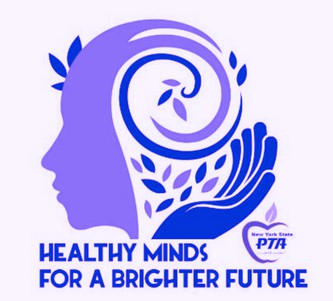 New York State
PTA
HEALTHY MINDS
FOR A BRIGHTER FUTURE